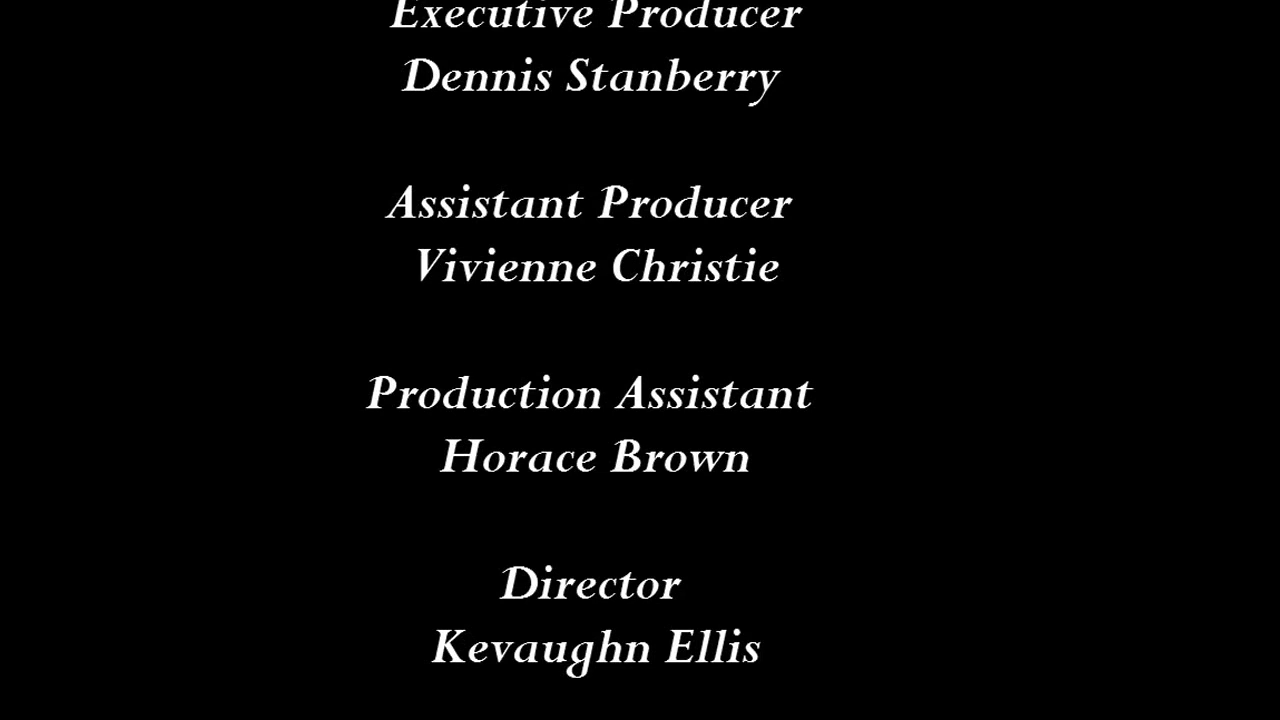 Executive Producer
Dennis Stanberry
Assistant Producer
Vivienne Christie
Production Assistant
Horace Brown
Director
Kevaughn Ellis